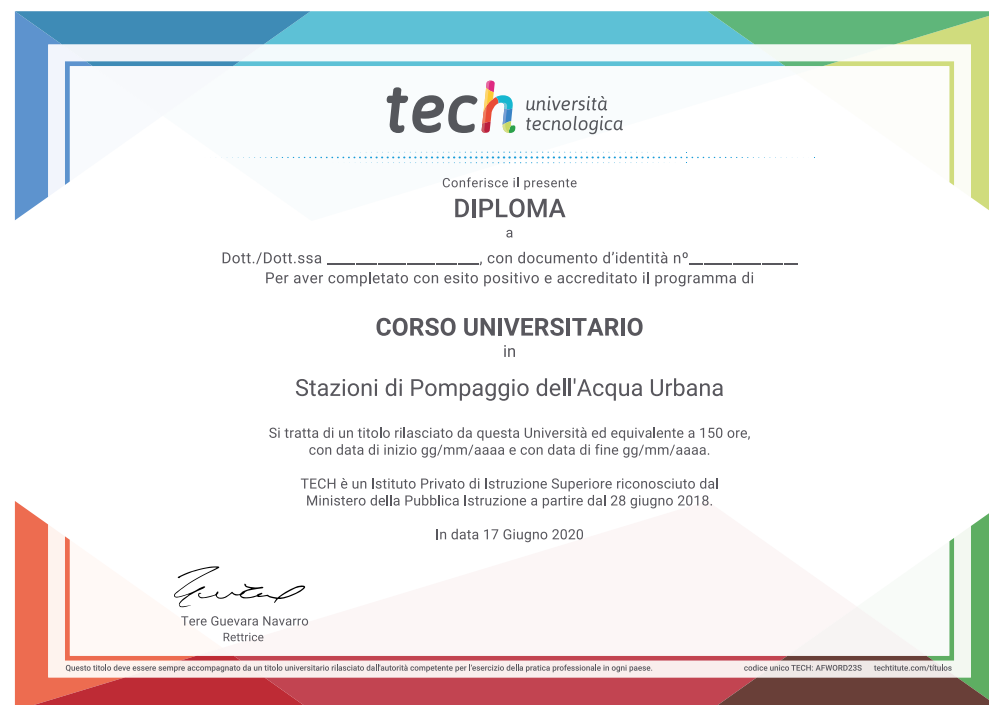 tech università
tecnologica
Conferisce il presente
DIPLOMA
a
Dott./Dott.ssa ________________, con documento d'identità nº____________
Per aver completato con esito positivo e accreditato il programma di
CORSO UNIVERSITARIO
in
Stazioni di Pompaggio dell'Acqua Urbana
Si tratta di un titolo rilasciato da questa Università ed equivalente a 150 ore,
con data di inizio gg/mm/aaaa e con data di fine gg/mm/aaaa.
TECH è un Istituto Privato di Istruzione Superiore riconosciuto dal
Ministero della Pubblica Istruzione a partire dal 28 giugno 2018.
In data 17 Giugno 2020
Tere Guevara Navarro
Rettrice
Questo titolo deve essere sempre accompagnato da un titolo universitario rilasciato dall'autorità competente per l'esercizio della pratica professionale in ogni paese. codice unico TECH: AFWORD23S techtitute.com/titulos